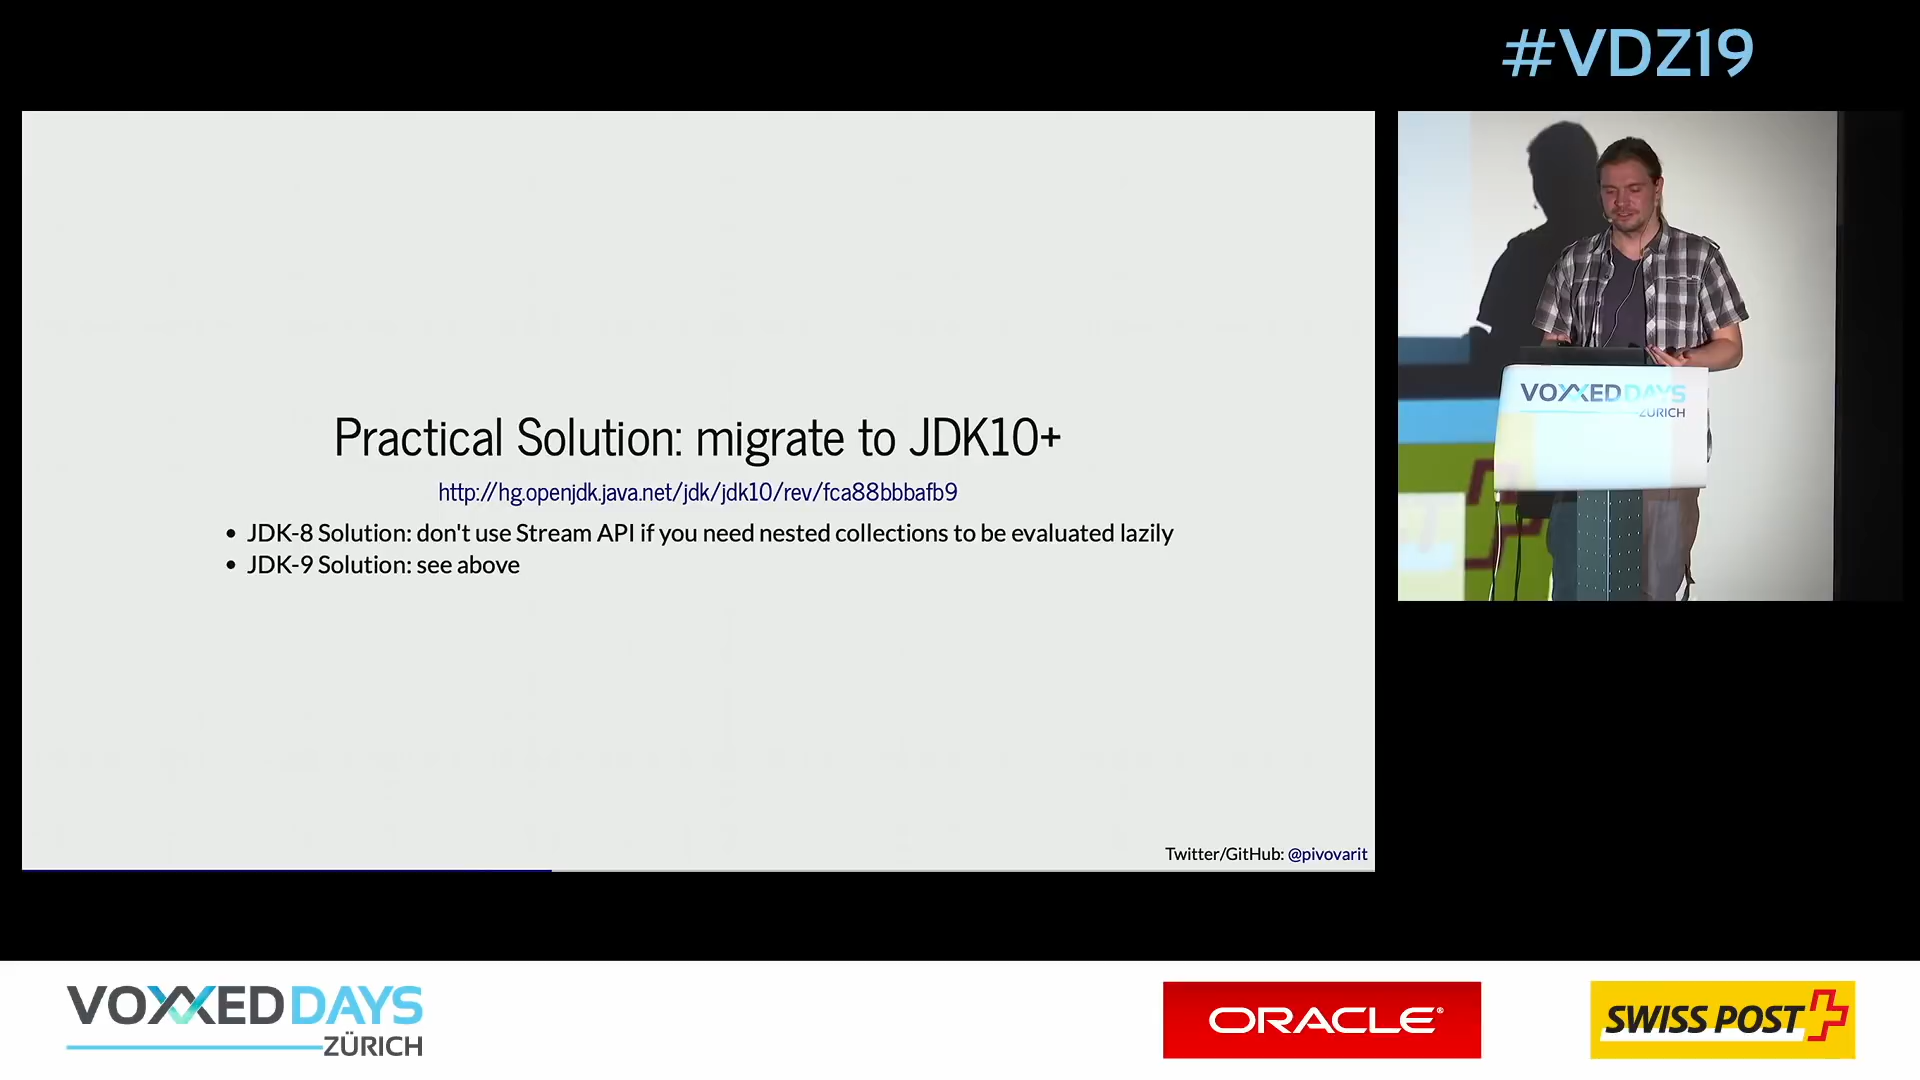 #VDZ19
Practical Solution: migrate to JDK10+
http://hg.openjdk.java.net/jdk/jdk10/rev/fca88bbbafb9
• JDK-8 Solution: don't use Stream API if you need nested collections to be evaluated lazily
• JDK-9 Solution: see above
Twitter/GitHub: @pivovarit
VOXXED DAYS
ZÜRICH
VOXXED DAYS
ZÜRICH
ORACLE®
SWISS POST